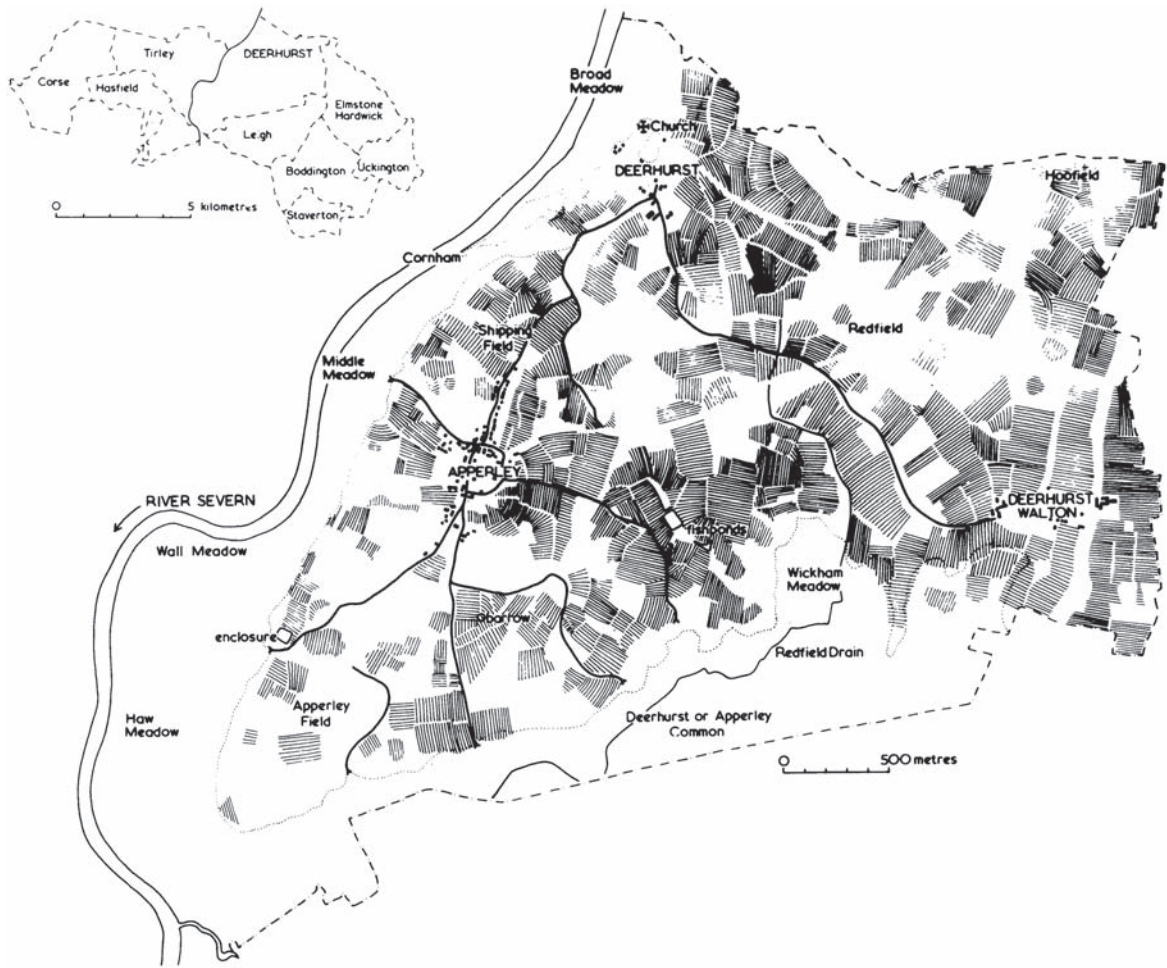 Tirley
DEERHURST
Corse
Hasfield
Elmstone
Hardwick
Leigh
Boddington
Uckington
Staverton
0
5 kilometres
Broad
Meadow
Church
DEERHURST
Hoofield
Cornham
Shipping
Field
Redfield
Middle
Meadow
APPERLEY
RIVER SEVERN
DEERHURST
WALTON
fishponds
Wall Meadow
Wickham
Meadow
enclosure
barrow
Redfield Drain
Apperley
Field
Haw
Meadow
Deerhurst or Apperley
Common
0
500 metres